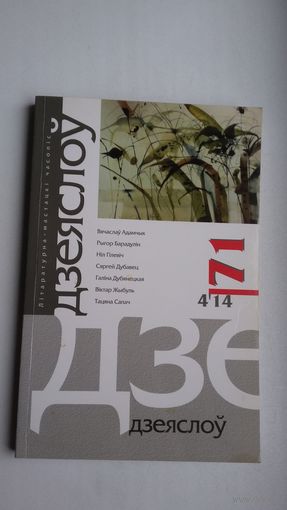 Літаратурна-мастацкі часопіс
дзеяслоў
Вячаслаў Адамчык
Рыгор Барадулін
Ніл Гілевіч
Сяргей Дубавец
Галіна Дубянецкая
Віктар Жыбуль
Таццяна Сапач
4'14
71
дзе
дзеяслоў